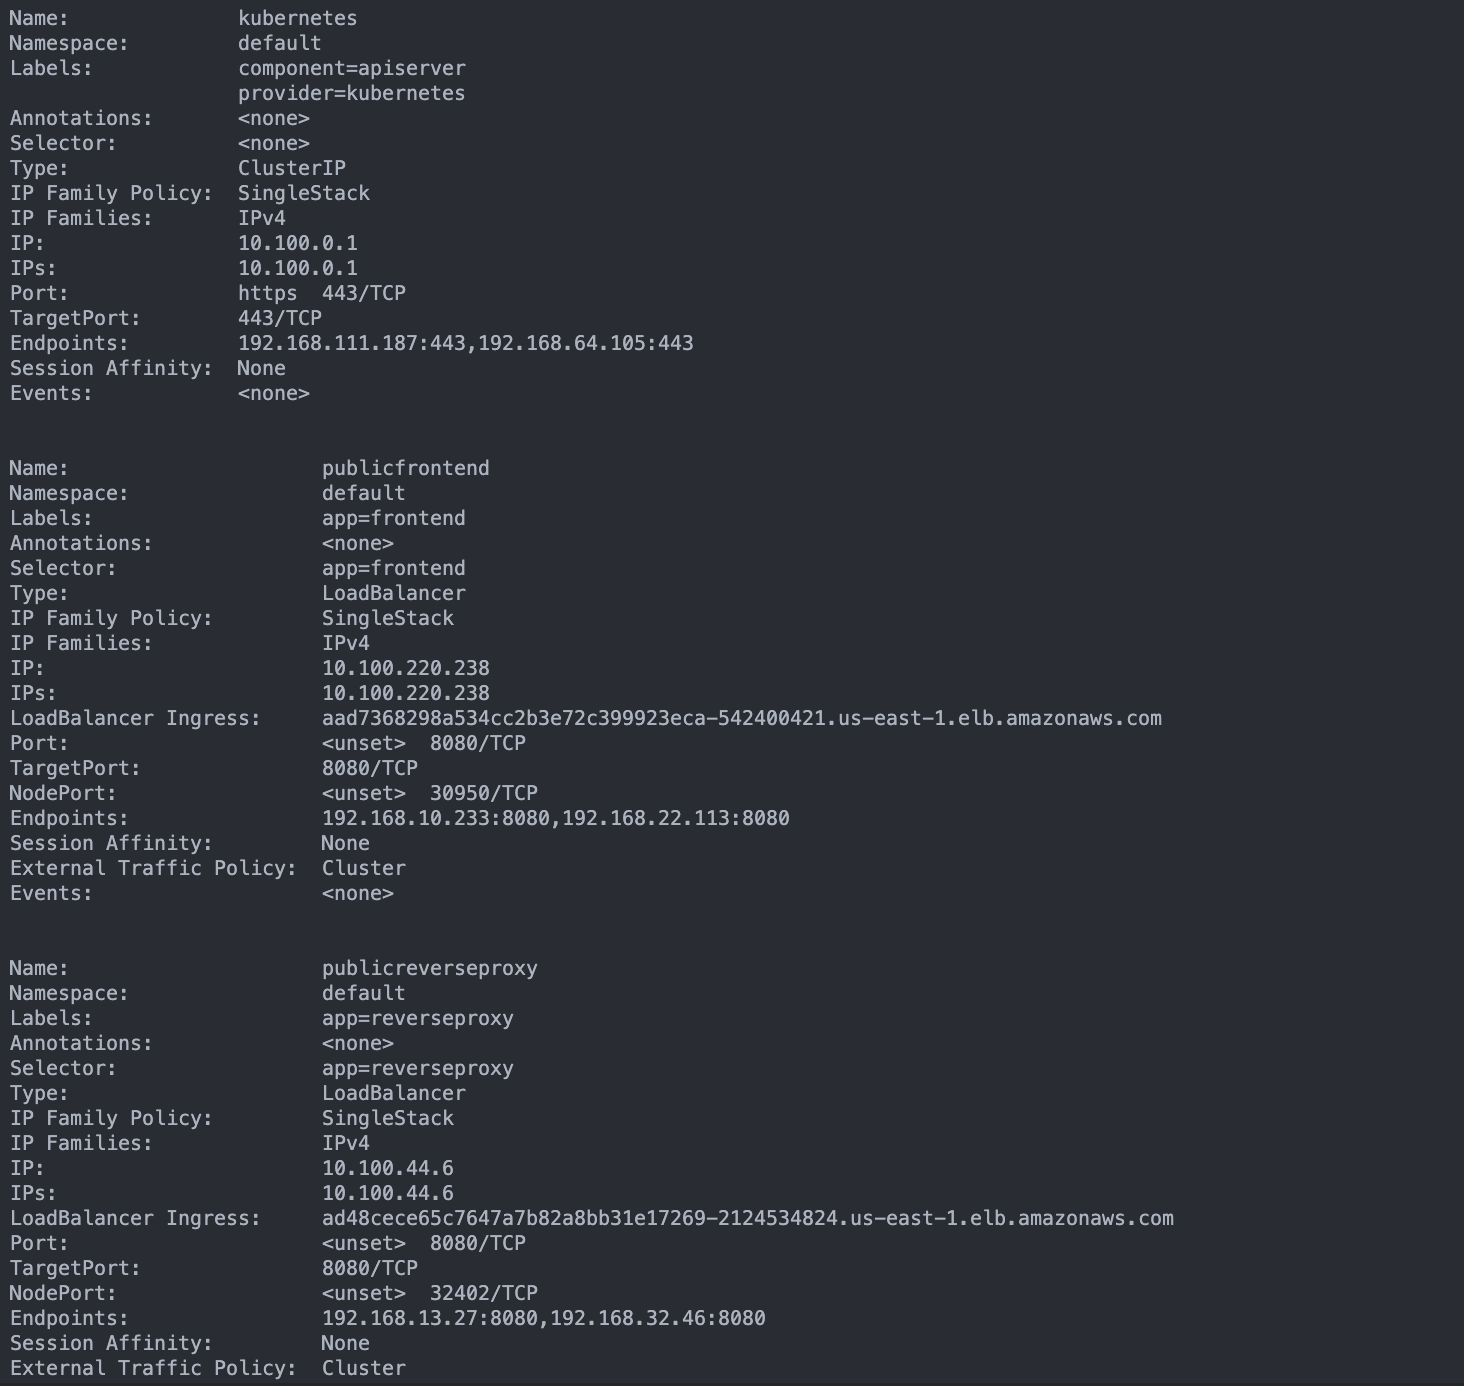 Name:              kubernetes
Namespace:         default
Labels:            component=apiserver
                   provider=kubernetes
Annotations:       <none>
Selector:          <none>
Type:              ClusterIP
IP Family Policy:  SingleStack
IP Families:       IPv4
IP:                10.100.0.1
IPs:               10.100.0.1
Port:              https  443/TCP
TargetPort:        443/TCP
Endpoints:         192.168.111.187:443,192.168.64.105:443
Session Affinity:  None
Events:            <none>


Name:                     publicfrontend
Namespace:                default
Labels:                   app=frontend
Annotations:              <none>
Selector:                 app=frontend
Type:                     LoadBalancer
IP Family Policy:         SingleStack
IP Families:              IPv4
IP:                       10.100.220.238
IPs:                      10.100.220.238
LoadBalancer Ingress:     aad7368298a534cc2b3e72c399923eca-542400421.us-east-1.elb.amazonaws.com
Port:                     <unset>  8080/TCP
TargetPort:               8080/TCP
NodePort:                 <unset>  30950/TCP
Endpoints:                192.168.10.233:8080,192.168.22.113:8080
Session Affinity:         None
External Traffic Policy:  Cluster
Events:                   <none>


Name:                     publicreverseproxy
Namespace:                default
Labels:                   app=reverseproxy
Annotations:              <none>
Selector:                 app=reverseproxy
Type:                     LoadBalancer
IP Family Policy:         SingleStack
IP Families:              IPv4
IP:                       10.100.44.6
IPs:                      10.100.44.6
LoadBalancer Ingress:     ad48cece65c7647a7b82a8bb31e17269-2124534824.us-east-1.elb.amazonaws.com
Port:                     <unset>  8080/TCP
TargetPort:               8080/TCP
NodePort:                 <unset>  32402/TCP
Endpoints:                192.168.13.27:8080,192.168.32.46:8080
Session Affinity:         None
External Traffic Policy:  Cluster